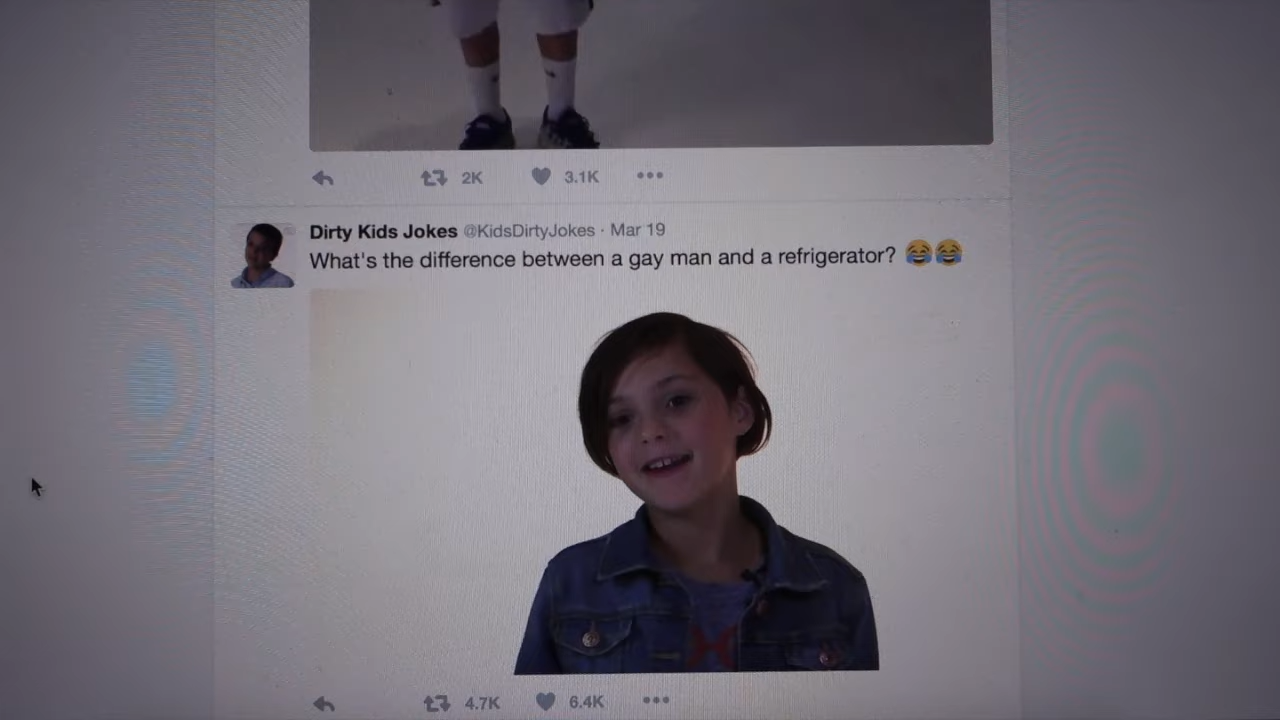 2K 3.1K
Dirty Kids Jokes @KidsDirtyJokes · Mar 19
What's the difference between a gay man and a refrigerator? 😂😂
4.7K 6.4K